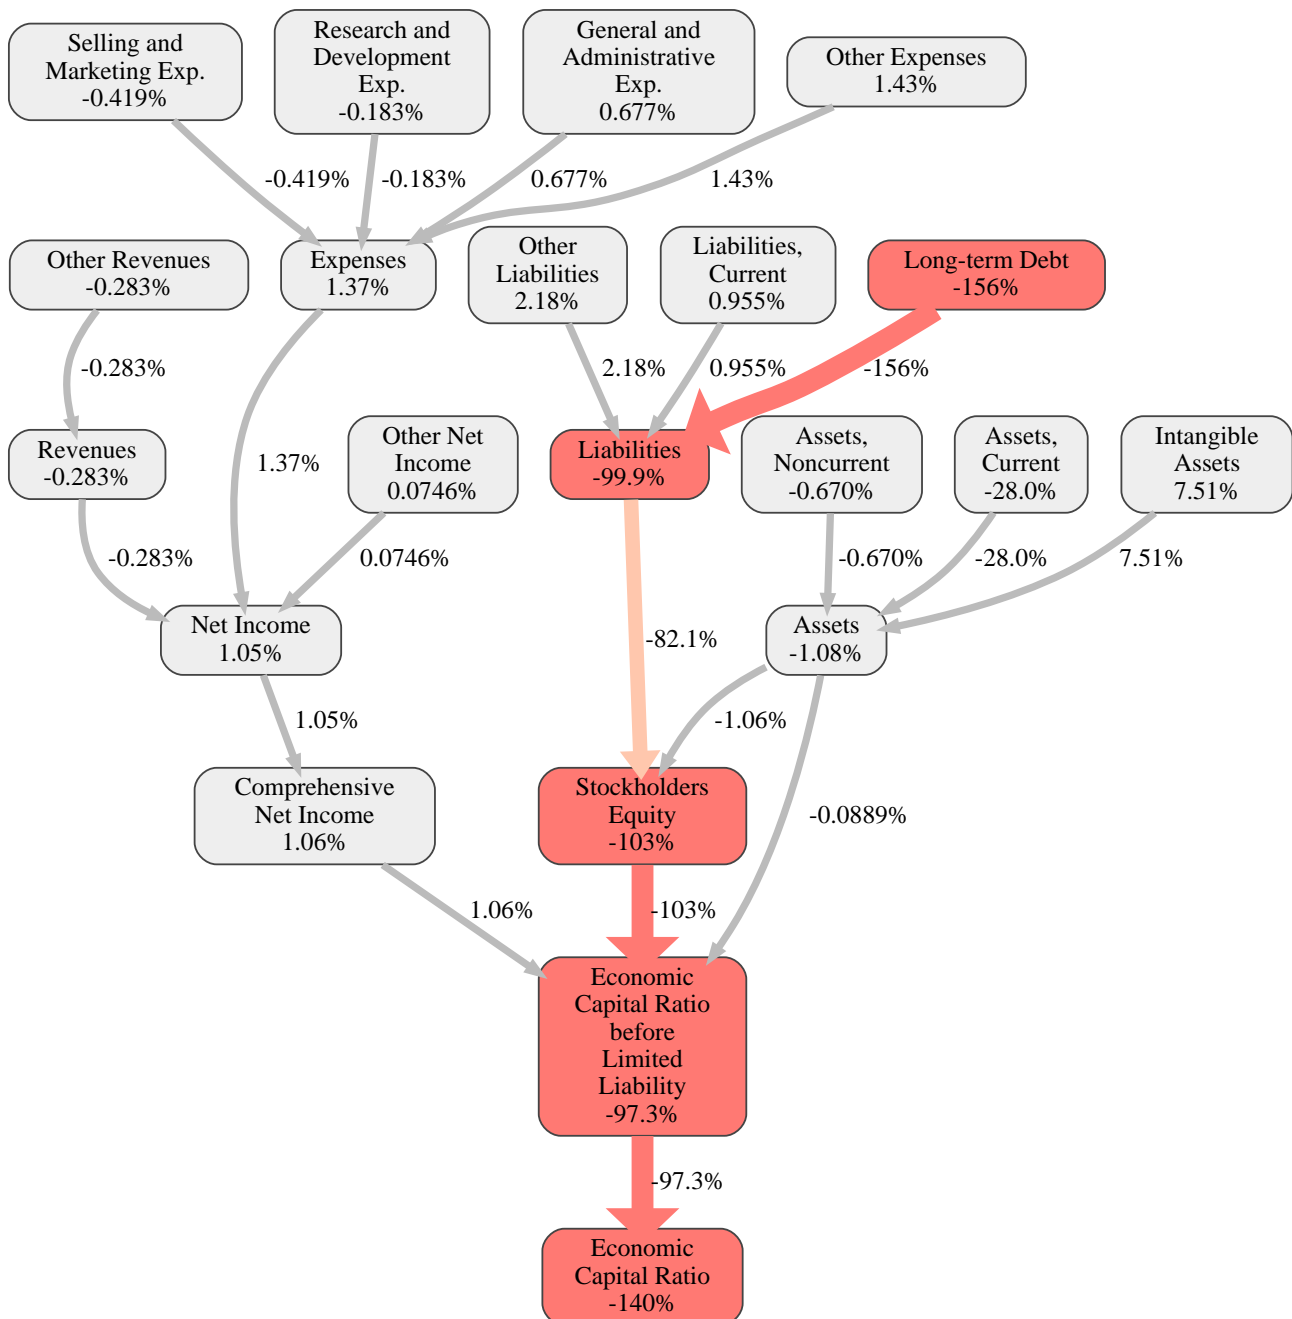 Selling and
Marketing Exp.
-0.419%
Research and
Development
Exp.
-0.183%
General and
Administrative
Exp.
0.677%
Other Expenses
1.43%
-0.419%
-0.183%
0.677%
1.43%
Other Revenues
-0.283%
Expenses
1.37%
Other
Liabilities
2.18%
Liabilities,
Current
0.955%
Long-term Debt
-156%
-0.283%
2.18%
0.955%
-156%
Revenues
-0.283%
1.37%
Other Net
Income
0.0746%
Liabilities
-99.9%
Assets,
Noncurrent
-0.670%
Assets,
Current
-28.0%
Intangible
Assets
7.51%
-0.283%
0.0746%
-0.670%
-28.0%
7.51%
Net Income
1.05%
-82.1%
Assets
-1.08%
1.05%
-1.06%
Comprehensive
Net Income
1.06%
Stockholders
Equity
-103%
-0.0889%
1.06%
-103%
Economic
Capital Ratio
before
Limited
Liability
-97.3%
-97.3%
Economic
Capital Ratio
-140%